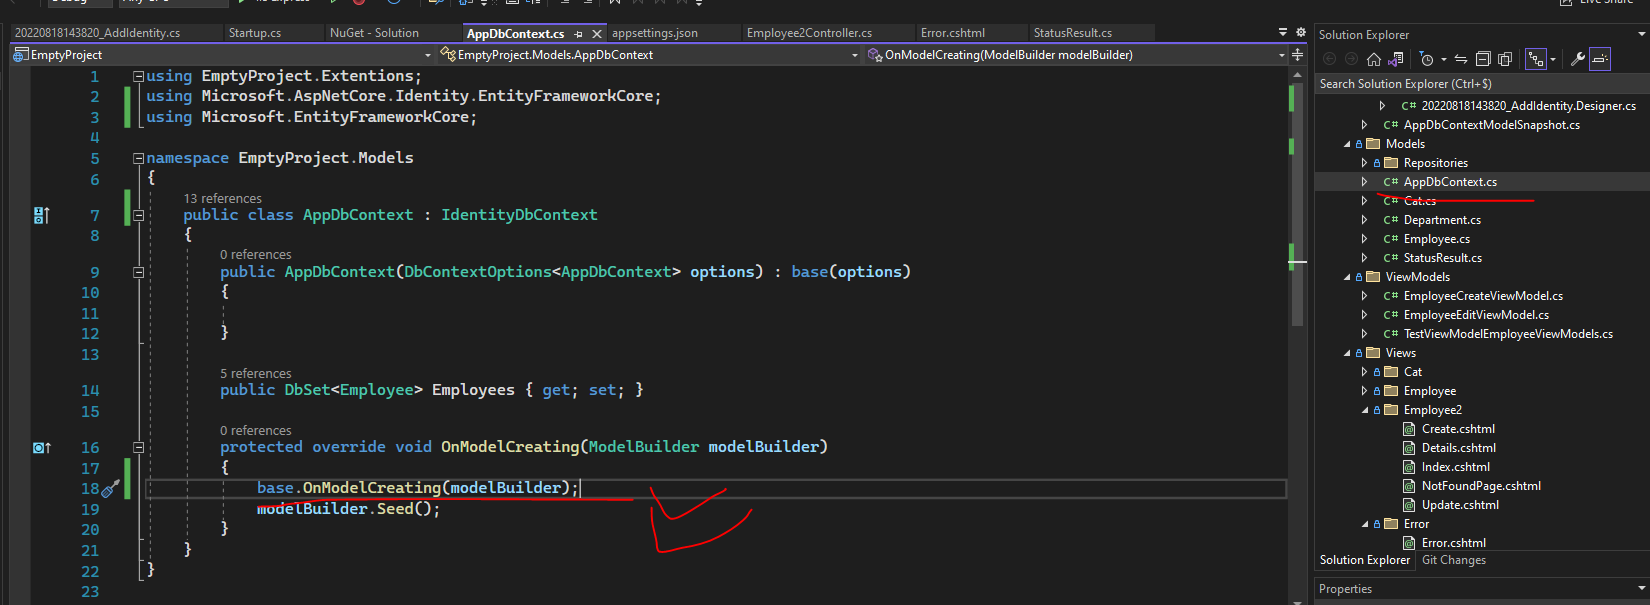 Debug
Live Share
20220818143820_AddIdentity.cs
Startup.cs
NuGet - Solution
AppDbContext.cs
appsettings.json
Employee2Controller.cs
Error.cshtml
StatusResult.cs
EmptyProject
EmptyProject.Models.AppDbContext
OnModelCreating(ModelBuilder modelBuilder)
1 using EmptyProject.Extentions;
2 using Microsoft.AspNetCore.Identity.EntityFrameworkCore;
3 using Microsoft.EntityFrameworkCore;
4
5 namespace EmptyProject.Models
6 {
13 references
7 public class AppDbContext : IdentityDbContext
8 {
0 references
9 public AppDbContext(DbContextOptions<AppDbContext> options) : base(options)
10 {
11
12 }
13
5 references
14 public DbSet<Employee> Employees { get; set; }
15
0 references
16 protected override void OnModelCreating(ModelBuilder modelBuilder)
17 {
18 base.OnModelCreating(modelBuilder);
19 modelBuilder.Seed();
20 }
21 }
22 }
23
Solution Explorer
Search Solution Explorer (Ctrl+$)
C# 20220818143820_AddIdentity.Designer.cs
C# AppDbContextModelSnapshot.cs
Models
Repositories
C# AppDbContext.cs
C# Cat.cs
C# Department.cs
C# Employee.cs
C# StatusResult.cs
ViewModels
C# EmployeeCreateViewModel.cs
C# EmployeeEditViewModel.cs
C# TestViewModelEmployeeViewModels.cs
Views
Cat
Employee
Employee2
Create.cshtml
Details.cshtml
Index.cshtml
NotFoundPage.cshtml
Update.cshtml
Error
Error.cshtml
Solution Explorer
Git Changes
Properties